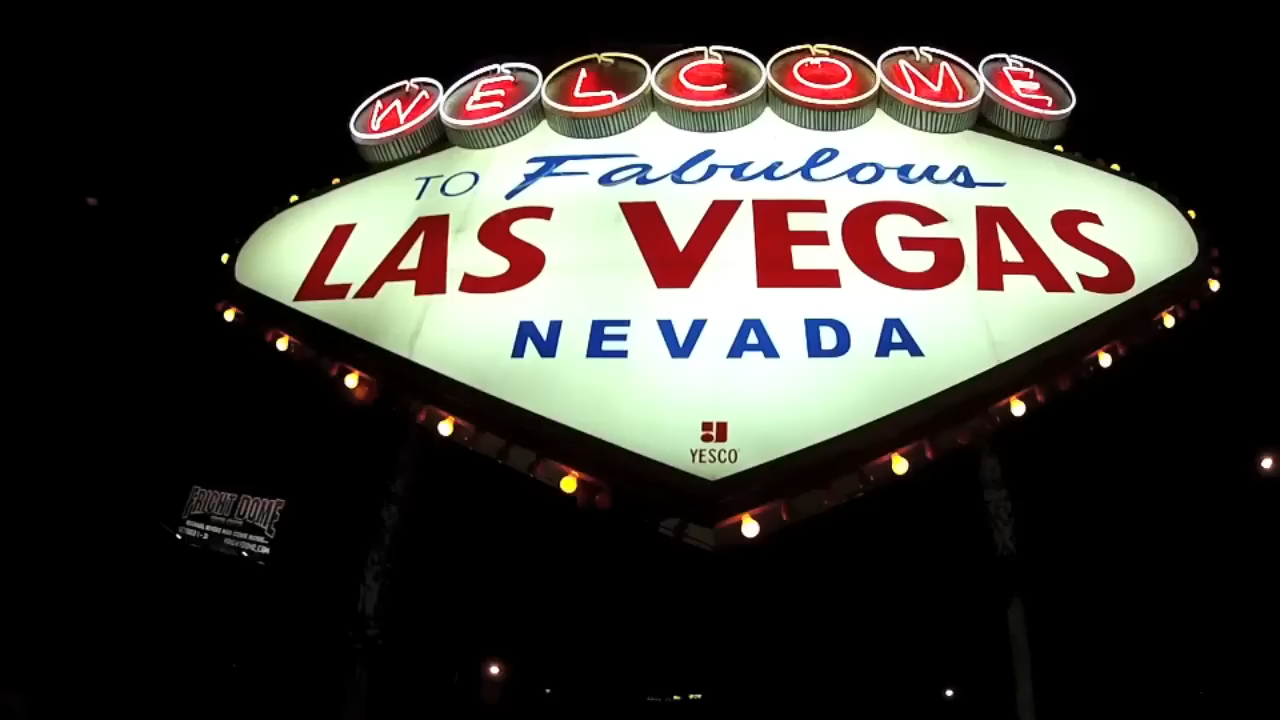 WELCOME
TO Fabulous
LAS VEGAS
NEVADA
YESCO
FRIGHT DOME